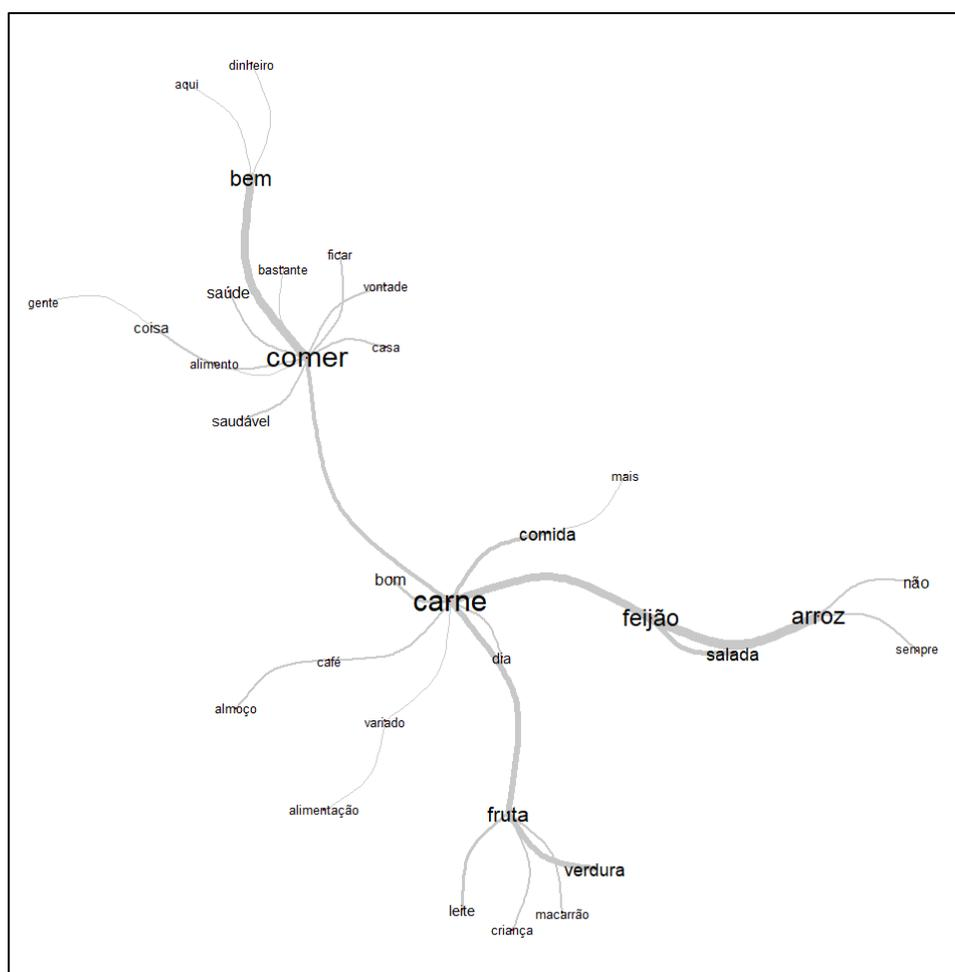 dinheiro
aqui
bem
ficar
bastante
saúde
vontade
gente
coisa
casa
comer
alimento
saudável
mais
comida
bom
carne
não
feijão
arroz
sempre
salada
dia
café
almoço
variado
alimentação
fruta
verdura
leite
macarrão
criança